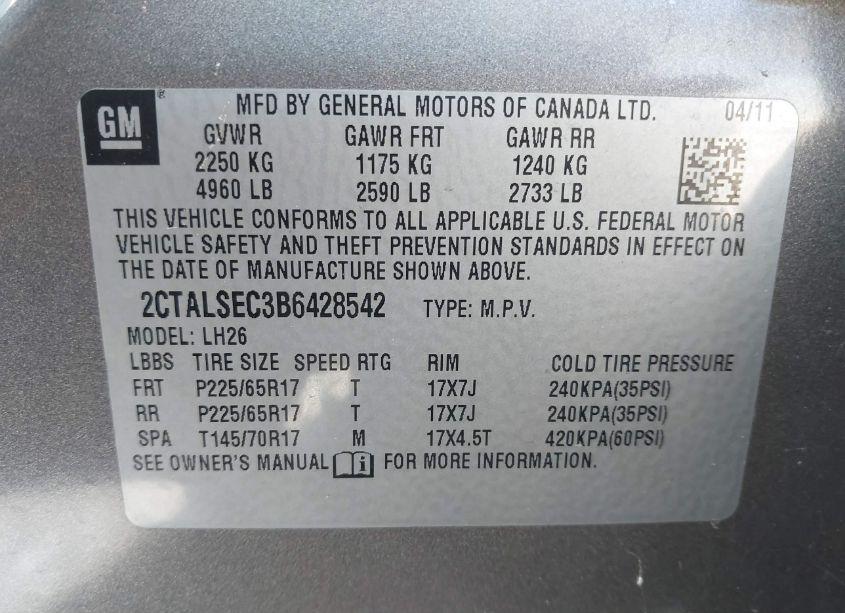 GM ®
MFD BY GENERAL MOTORS OF CANADA LTD. 04/11
GVWR GAWR FRT GAWR RR
2250 KG 1175 KG 1240 KG
4960 LB 2590 LB 2733 LB
THIS VEHICLE CONFORMS TO ALL APPLICABLE U.S. FEDERAL MOTOR
VEHICLE SAFETY AND THEFT PREVENTION STANDARDS IN EFFECT ON
THE DATE OF MANUFACTURE SHOWN ABOVE.
2CTALSEC3B6428542 TYPE: M.P.V.
MODEL: LH26
LBBS TIRE SIZE SPEED RTG RIM COLD TIRE PRESSURE
FRT P225/65R17 T 17X7J 240KPA(35PSI)
RR P225/65R17 T 17X7J 240KPA(35PSI)
SPA T145/70R17 M 17X4.5T 420KPA(60PSI)
SEE OWNER'S MANUAL i FOR MORE INFORMATION.